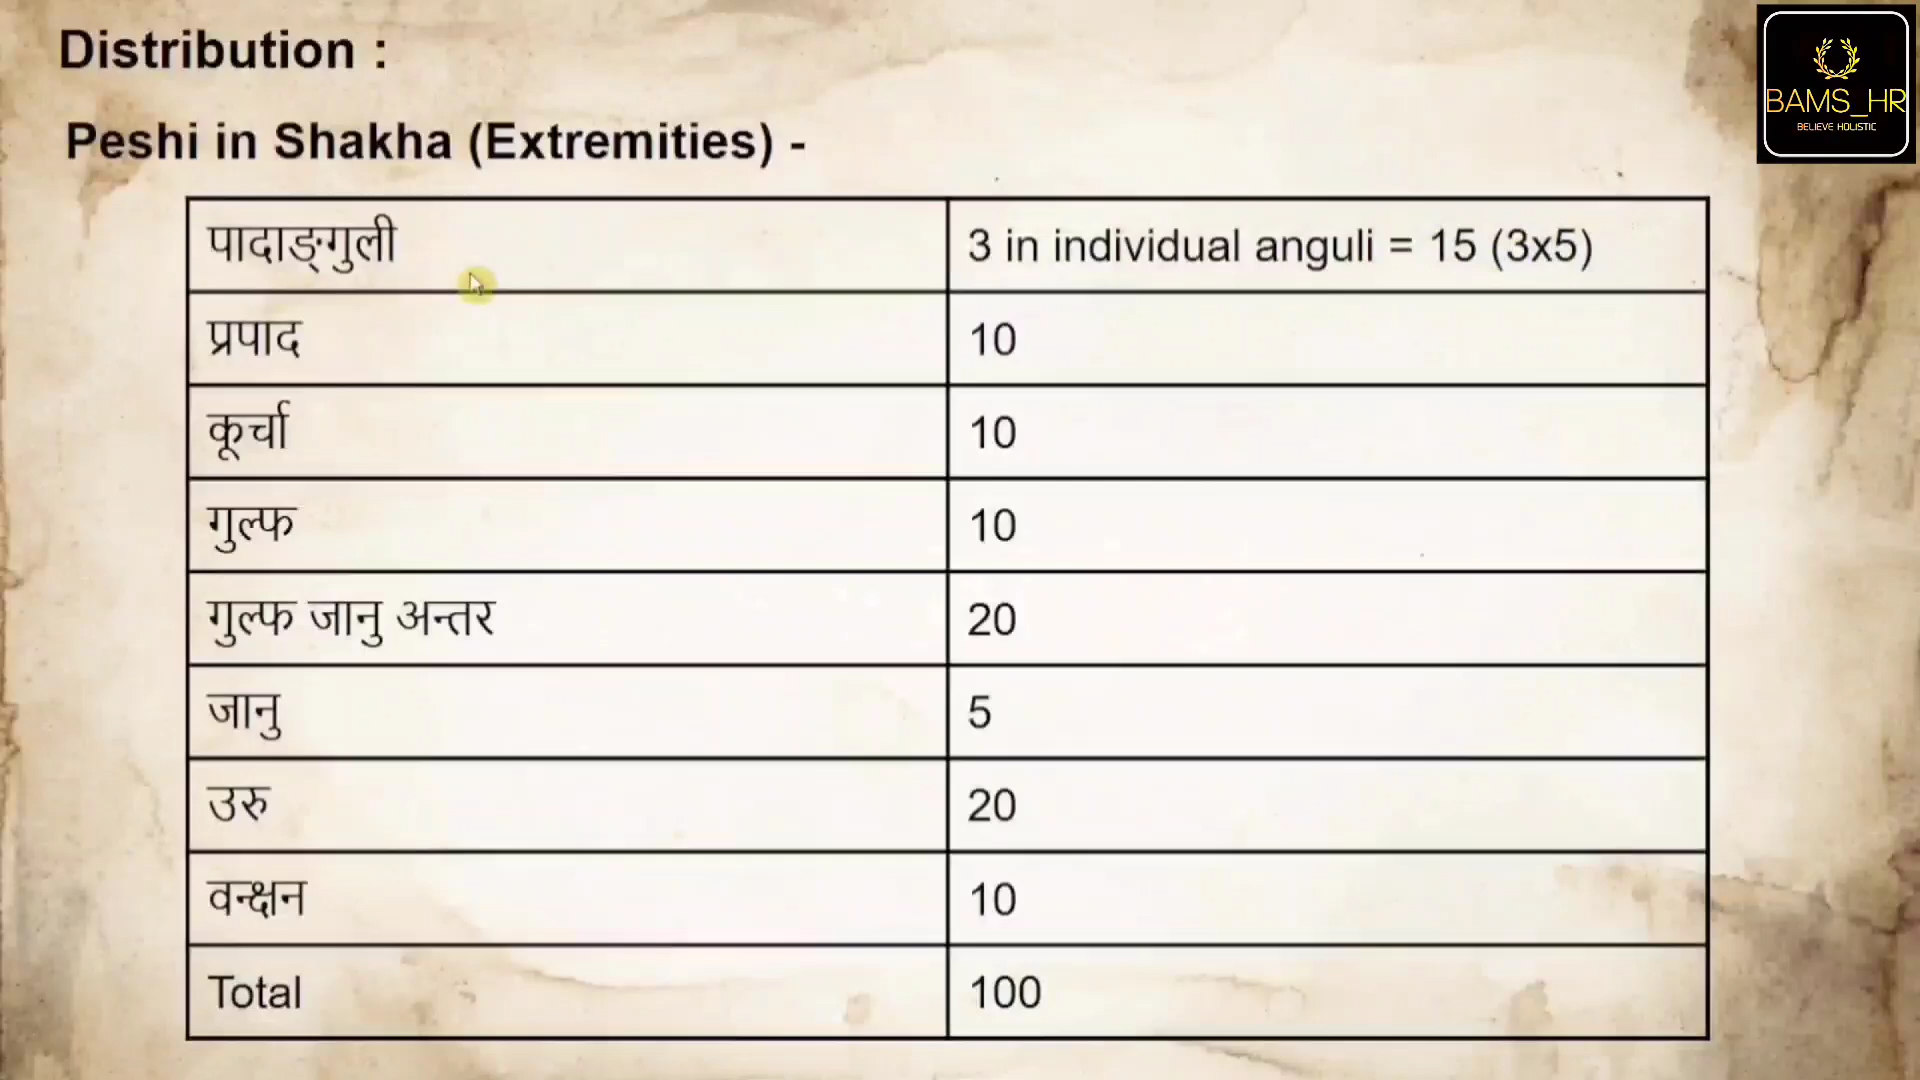 Distribution :
BAMS_HR
BELIEVE HOLISTIC
Peshi in Shakha (Extremities) -
पादाङ्गुली 3 in individual anguli = 15 (3x5)
प्रपाद 10
कूर्चा 10
गुल्फ 10
गुल्फ जानु अन्तर 20
जानु 5
उरु 20
वन्क्षन 10
Total 100